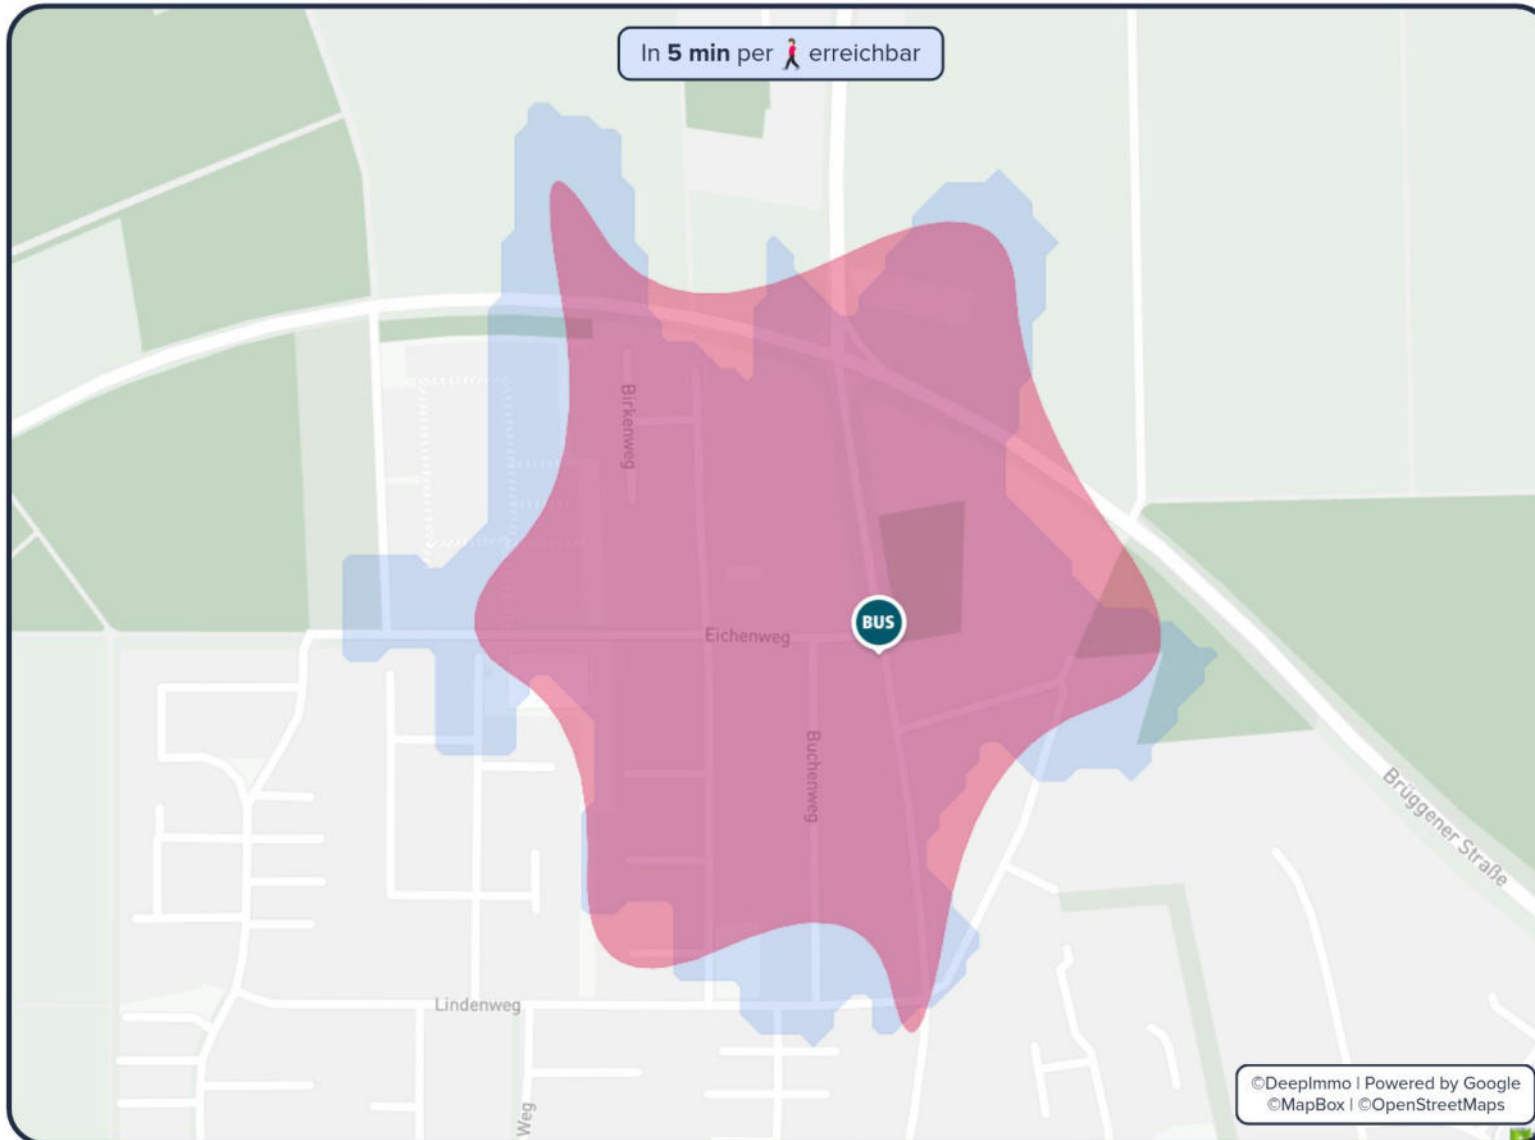 In 5 min per 🚶 erreichbar
Birkenweg
BUS
Eichenweg
Buchenweg
Brüggener Straße
Lindenweg
Weg
©DeepImmo | Powered by Google
©MapBox | ©OpenStreetMaps